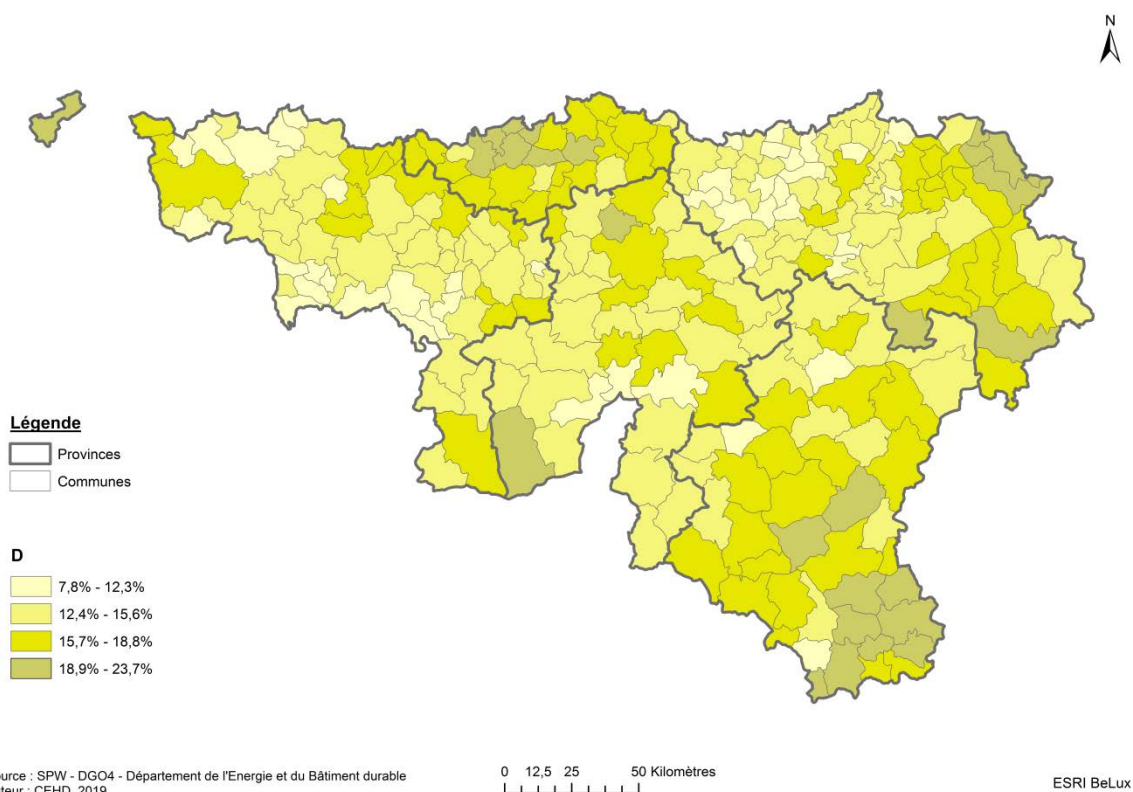 N
Légende
Provinces
Communes
D
7,8% - 12,3%
12,4% - 15,6%
15,7% - 18,8%
18,9% - 23,7%
ource : SPW - DGO4 - Département de l'Energie et du Bâtiment durable
teur : CEHD, 2019
0 12,5 25 50 Kilomètres
ESRI BeLux